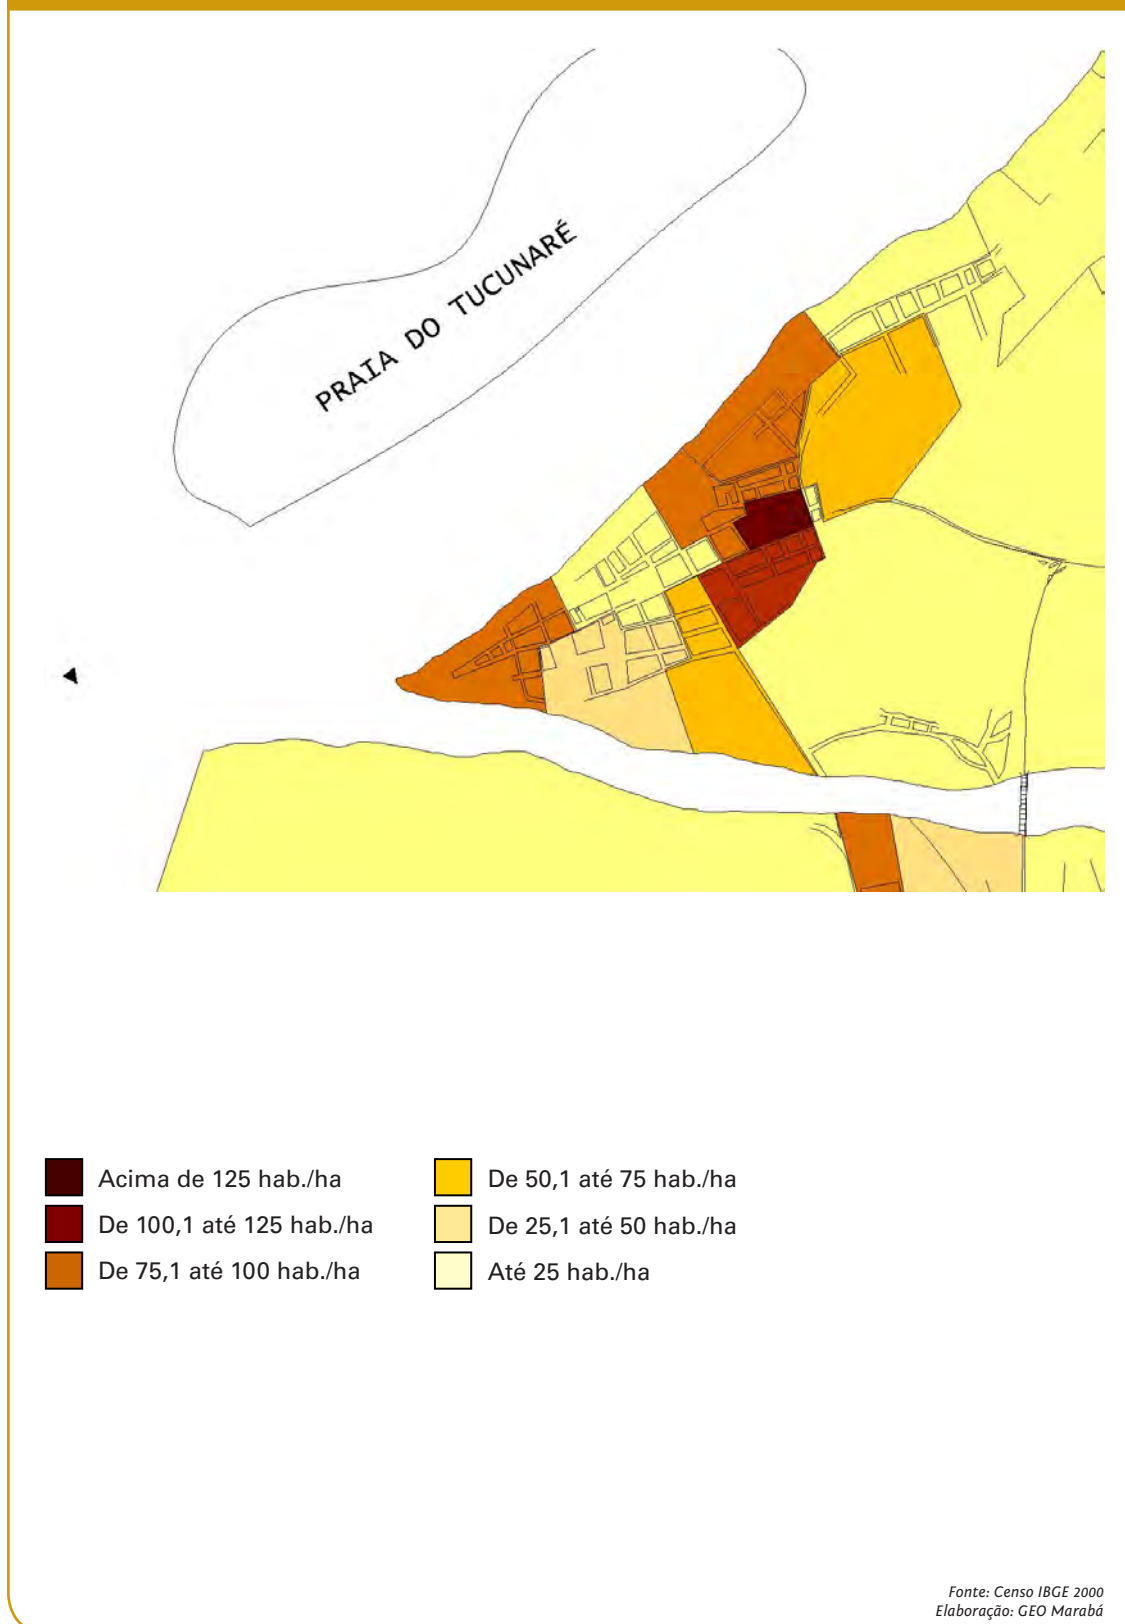 PRAIA DO TUCUNARÉ
Acima de 125 hab./ha
De 100,1 até 125 hab./ha
De 75,1 até 100 hab./ha
De 50,1 até 75 hab./ha
De 25,1 até 50 hab./ha
Até 25 hab./ha
Fonte: Censo IBGE 2000
Elaboração: GEO Marabá